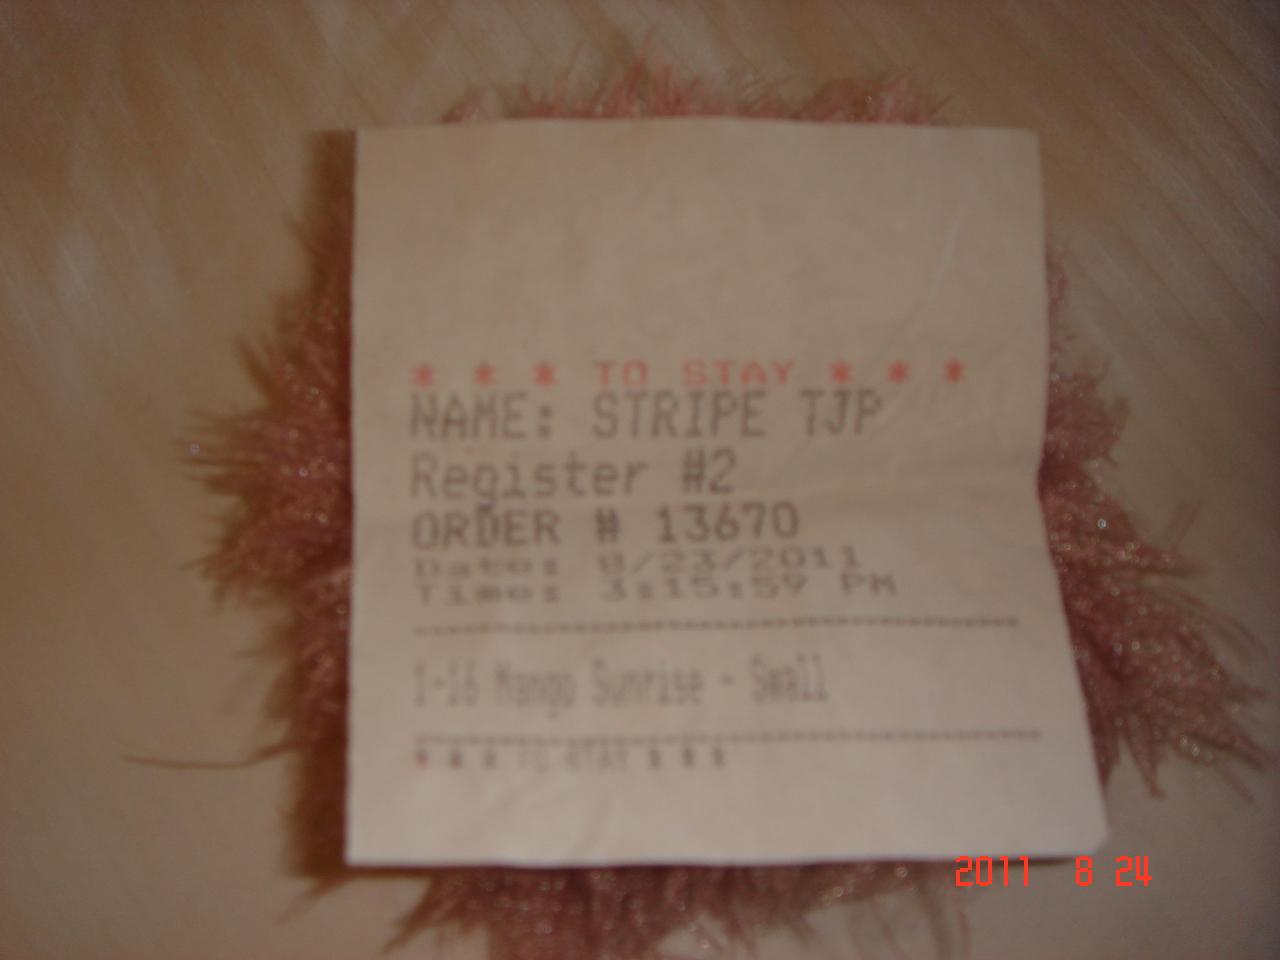 * * * TO STAY * * *
NAME: STRIPE TJP
Register #2
ORDER # 13670
Date: 8/23/2011
Time: 3:15:59 PM
1-16 Mango Sunrise - Small
* * * TO STAY * * *
2011 8 24